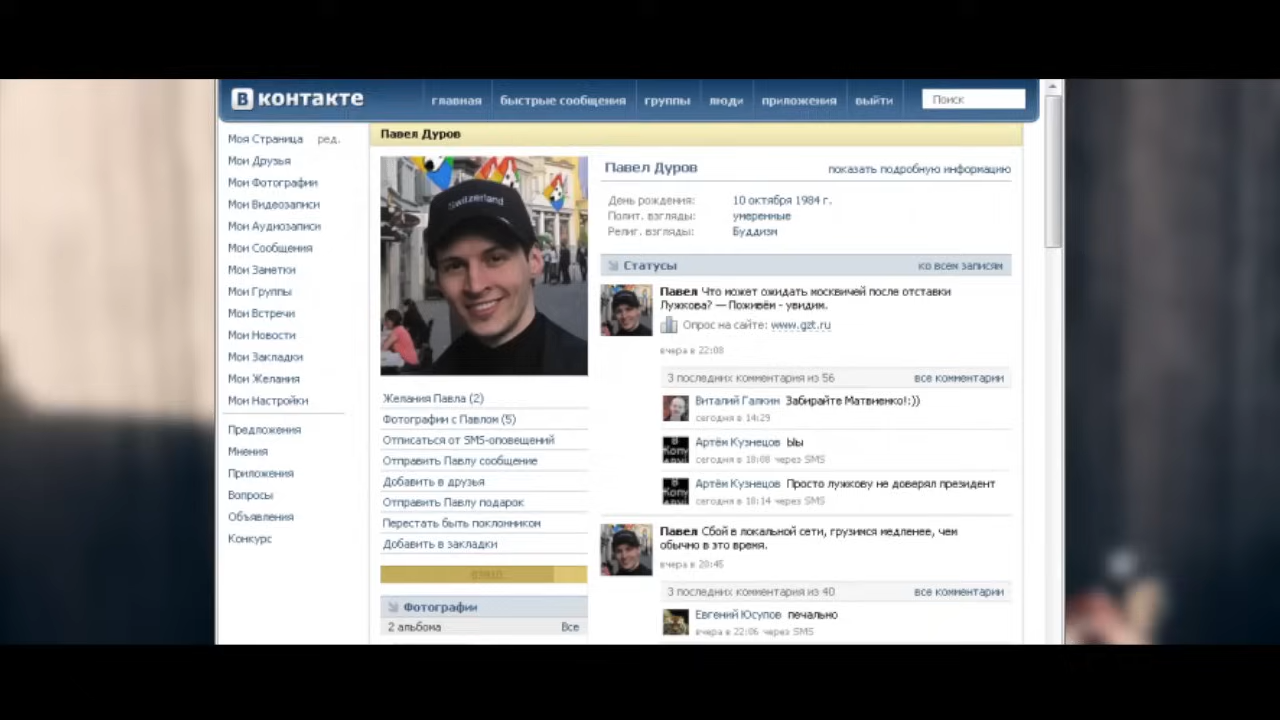 В контакте
главная быстрые сообщения группы люди приложения выйти Поиск
Моя Страница ред.
Мои Друзья
Мои Фотографии
Мои Видеозаписи
Мои Аудиозаписи
Мои Сообщения
Мои Заметки
Мои Группы
Мои Встречи
Мои Новости
Мои Закладки
Мои Желания
Мои Настройки
Предложения
Мнения
Приложения
Вопросы
Объявления
Конкурс
Павел Дуров
Switzerland
Желания Павла (2)
Фотографии с Павлом (5)
Отписаться от SMS-оповещений
Отправить Павлу сообщение
Добавить в друзья
Отправить Павлу подарок
Перестать быть поклонником
Добавить в закладки
Фотографии
2 альбома Все
Павел Дуров показать подробную информацию
День рождения: 10 октября 1984 г.
Полит. взгляды: умеренные
Религ. взгляды: Буддизм
Статусы ко всем записям
Павел Что может ожидать москвичей после отставки
Лужкова? — Поживём - увидим.
Опрос на сайте: www.gzt.ru
вчера в 22:08
3 последних комментария из 56 все комментарии
Виталий Галкин Забирайте Матвиенко!:))
сегодня в 14:29
Артём Кузнецов ыы
сегодня в 18:08 через SMS
Артём Кузнецов Просто лужкову не доверял президент
сегодня в 18:14 через SMS
Павел Сбой в локальной сети, грузимся медленее, чем
обычно в это время.
вчера в 20:45
3 последних комментария из 40 все комментарии
Евгений Юсупов печально
вчера в 22:06 через SMS